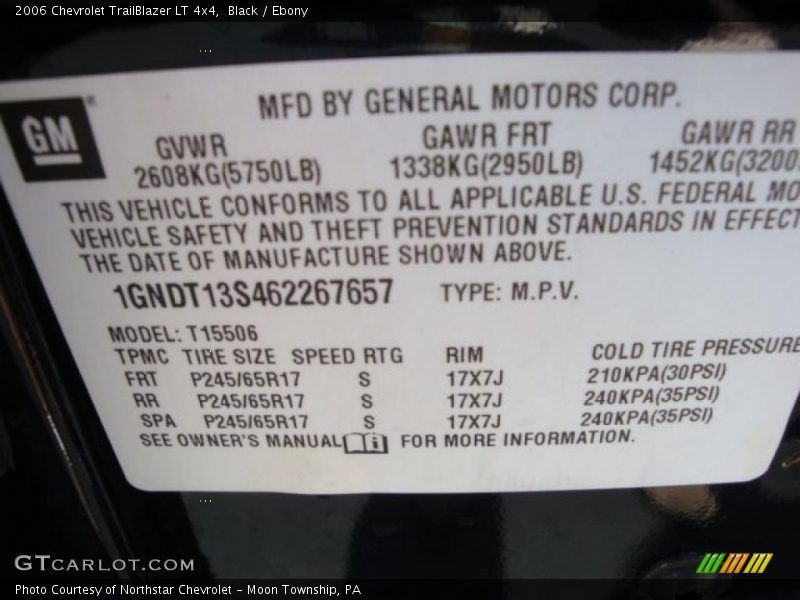 2006 Chevrolet TrailBlazer LT 4x4,  Black / Ebony
GM
MFD BY GENERAL MOTORS CORP.
GVWR GAWR FRT GAWR RR
2608KG(5750LB) 1338KG(2950LB) 1452KG(3200
THIS VEHICLE CONFORMS TO ALL APPLICABLE U.S. FEDERAL MO
VEHICLE SAFETY AND THEFT PREVENTION STANDARDS IN EFFECT
THE DATE OF MANUFACTURE SHOWN ABOVE.
1GNDT13S462267657 TYPE: M.P.V.
MODEL: T15506
TPMC TIRE SIZE SPEED RTG RIM COLD TIRE PRESSURE
FRT P245/65R17 S 17X7J 210KPA(30PSI)
RR P245/65R17 S 17X7J 240KPA(35PSI)
SPA P245/65R17 S 17X7J 240KPA(35PSI)
SEE OWNER'S MANUAL i FOR MORE INFORMATION.
GTCARLOT.COM
Photo Courtesy of Northstar Chevrolet - Moon Township, PA